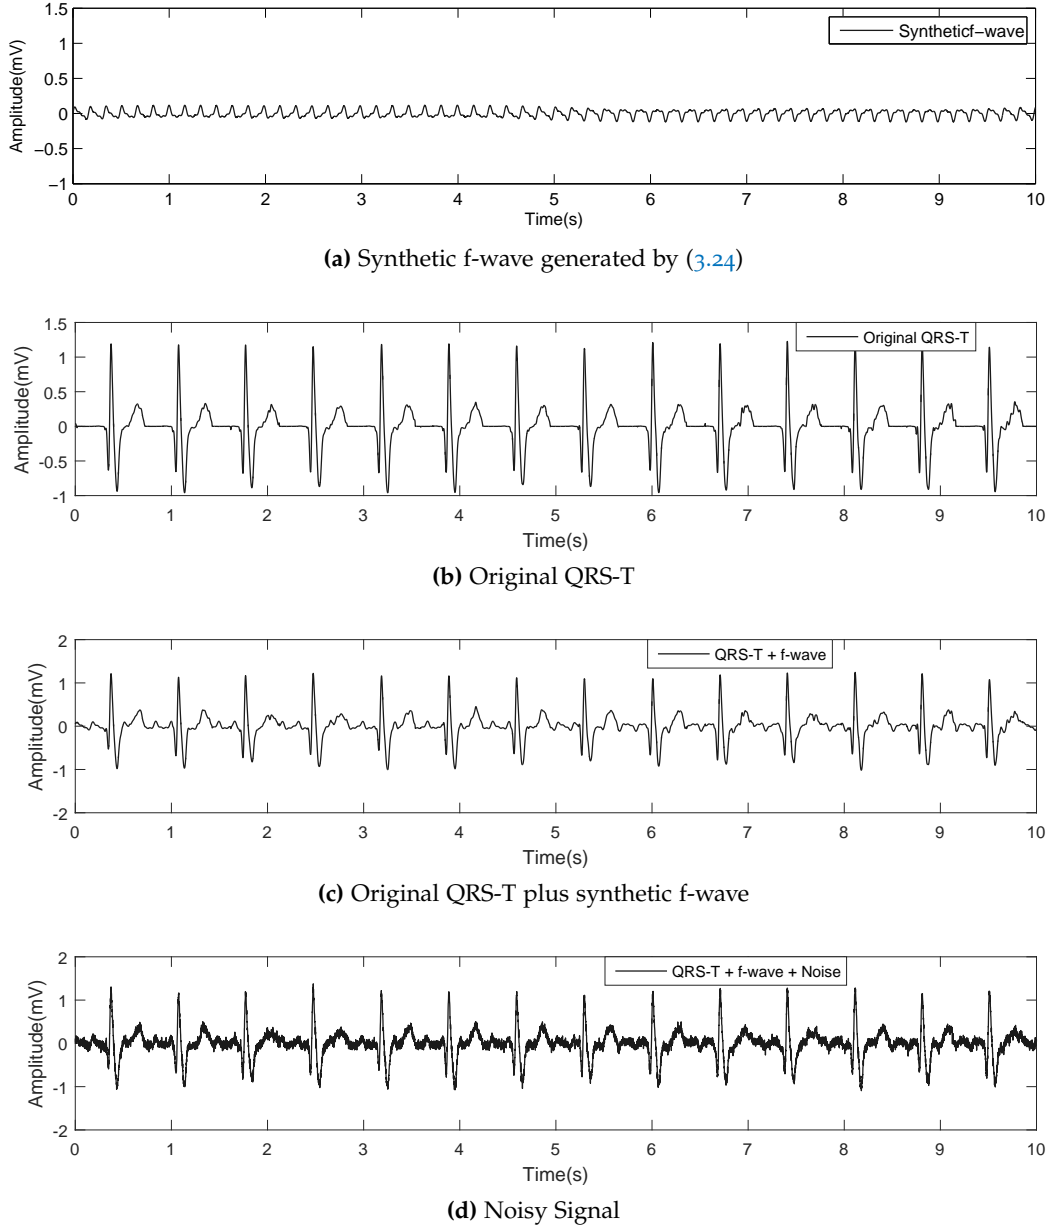 1.5
1
0.5
0
−0.5
−1
Amplitude(mV)
Syntheticf−wave
0 1 2 3 4 5 6 7 8 9 10
Time(s)
(a) Synthetic f-wave generated by (3.24)
1.5
1
0.5
0
-0.5
-1
Amplitude(mV)
Original QRS-T
0 1 2 3 4 5 6 7 8 9 10
Time(s)
(b) Original QRS-T
2
1
0
-1
-2
Amplitude(mV)
QRS-T + f-wave
0 1 2 3 4 5 6 7 8 9 10
Time(s)
(c) Original QRS-T plus synthetic f-wave
2
1
0
-1
-2
Amplitude(mV)
QRS-T + f-wave + Noise
0 1 2 3 4 5 6 7 8 9 10
Time(s)
(d) Noisy Signal